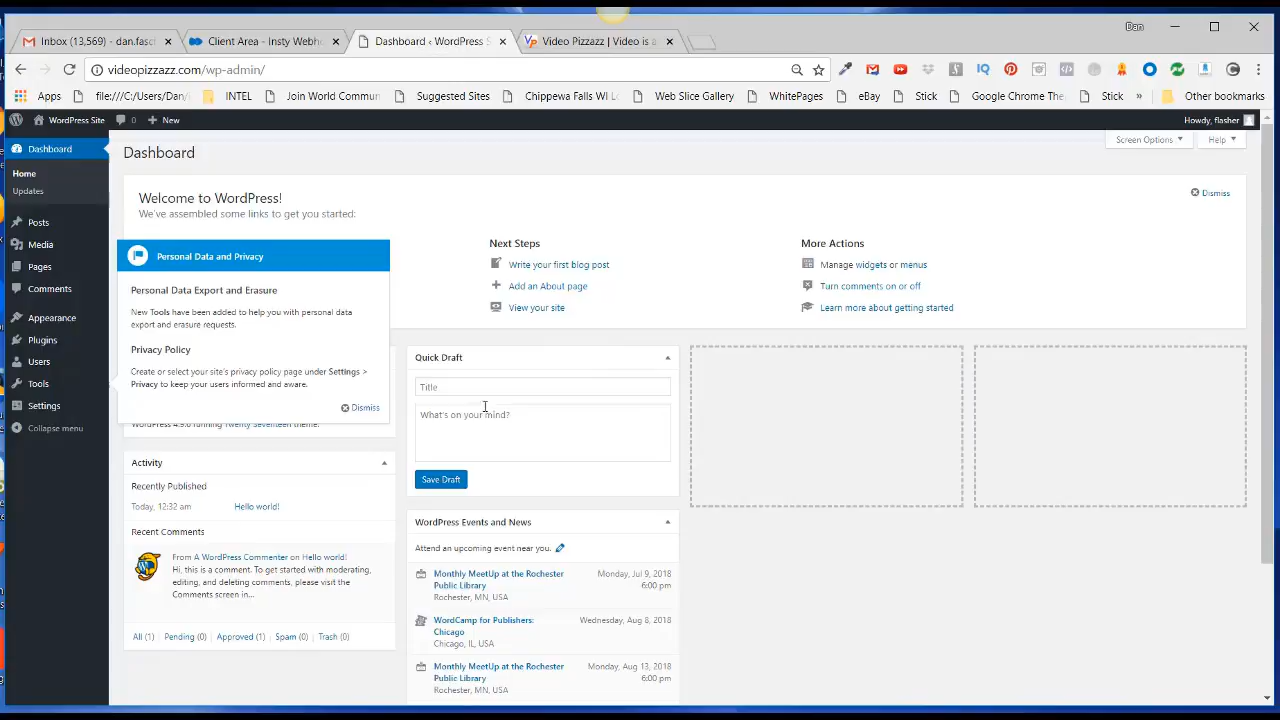 Dan
Inbox (13,569) - dan.fasct
Client Area - Insty Webh
Dashboard ‹ WordPress S
Video Pizzazz | Video is a
videopizzazz.com/wp-admin/
Apps
file:///C:/Users/Dan/
INTEL
Join World Commun
Suggested Sites
Chippewa Falls WI L
Web Slice Gallery
WhitePages
eBay
Stick
Google Chrome The
Stick
»
Other bookmarks
WordPress Site
0
New
Howdy, flasher
Dashboard
Home
Updates
Posts
Media
Pages
Comments
Appearance
Plugins
Users
Tools
Settings
Collapse menu
Dashboard
Screen Options
Help
Welcome to WordPress!
We've assembled some links to get you started:
Dismiss
Personal Data and Privacy
Personal Data Export and Erasure
New Tools have been added to help you with personal data
export and erasure requests.
Privacy Policy
Create or select your site's privacy policy page under Settings >
Privacy to keep your users informed and aware.
Dismiss
Next Steps
Write your first blog post
Add an About page
View your site
More Actions
Manage widgets or menus
Turn comments on or off
Learn more about getting started
WordPress 4.9.6 running Twenty Seventeen theme.
Activity
Recently Published
Today, 12:32 am
Hello world!
Recent Comments
From A WordPress Commenter on Hello world!
Hi, this is a comment. To get started with moderating,
editing, and deleting comments, please visit the
Comments screen in…
All (1) | Pending (0) | Approved (1) | Spam (0) | Trash (0)
Quick Draft
Title
What's on your mind?
Save Draft
WordPress Events and News
Attend an upcoming event near you.
Monthly MeetUp at the Rochester
Public Library
Rochester, MN, USA
Monday, Jul 9, 2018
6:00 pm
WordCamp for Publishers:
Chicago
Chicago, IL, USA
Wednesday, Aug 8, 2018
Monthly MeetUp at the Rochester
Public Library
Rochester, MN, USA
Monday, Aug 13, 2018
6:00 pm